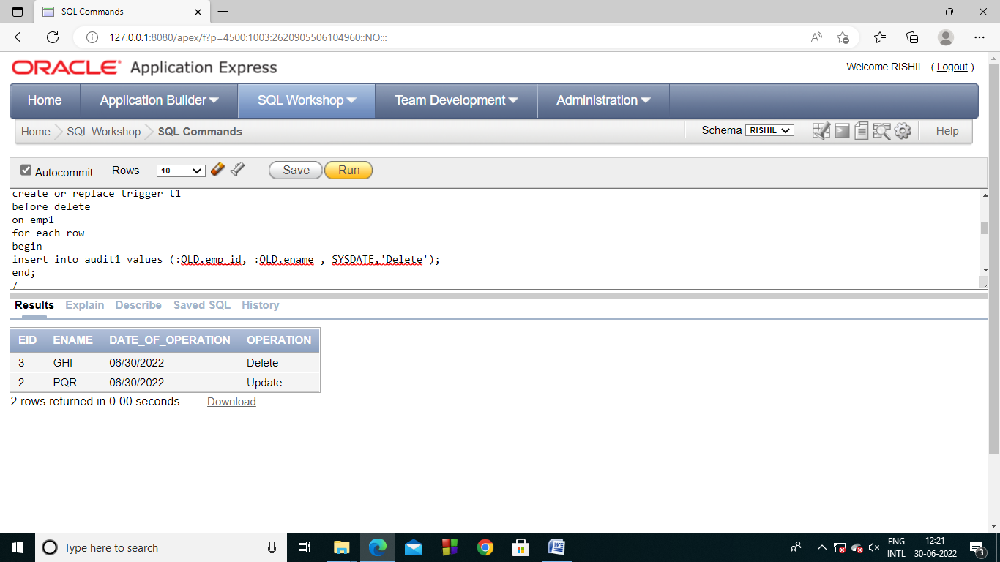 SQL Commands
127.0.0.1:8080/apex/f?p=4500:1003:2620905506104960::NO:::
ORACLE Application Express
Welcome RISHIL ( Logout )
Home Application Builder SQL Workshop Team Development Administration
Home SQL Workshop SQL Commands Schema RISHIL Help
Autocommit Rows 10 Save Run
create or replace trigger t1
before delete
on emp1
for each row
begin
insert into audit1 values (:OLD.emp_id, :OLD.ename , SYSDATE,'Delete');
end;
/
Results Explain Describe Saved SQL History
EID ENAME DATE_OF_OPERATION OPERATION
3 GHI 06/30/2022 Delete
2 PQR 06/30/2022 Update
2 rows returned in 0.00 seconds Download
Type here to search
ENG 12:21
INTL 30-06-2022 3